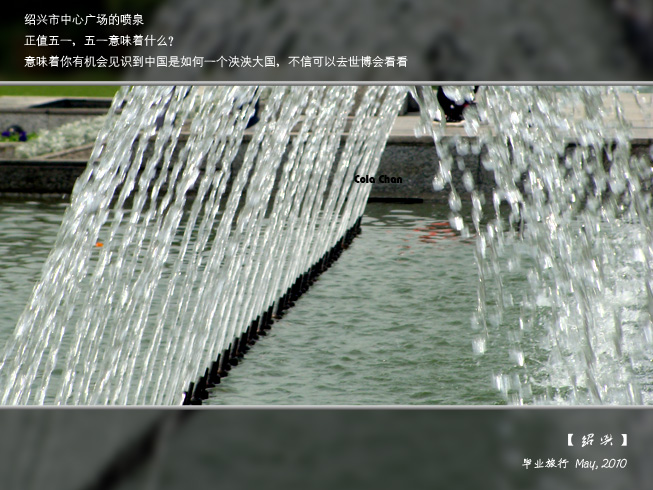 绍兴市中心广场的喷泉
正值五一，五一意味着什么？
意味着你有机会见识到中国是如何一个泱泱大国，不信可以去世博会看看
Cola Chan
【 绍 兴 】
毕业旅行 May, 2010